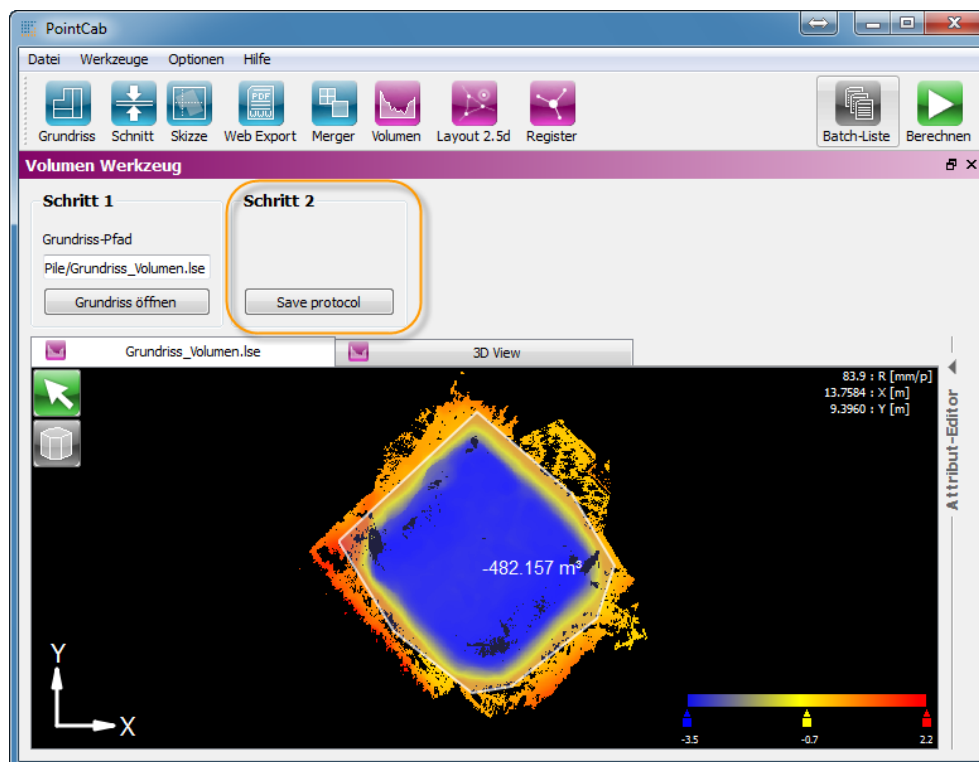 PointCab
Datei Werkzeuge Optionen Hilfe
PDF
Grundriss Schnitt Skizze Web Export Merger Volumen Layout 2.5d Register Batch-Liste Berechnen
Volumen Werkzeug
Schritt 1
Grundriss-Pfad
Pile/Grundriss_Volumen.lse
Grundriss öffnen
Schritt 2
Save protocol
Grundriss_Volumen.lse 3D View
83.9 : R [mm/p]
13.7584 : X [m]
9.3960 : Y [m]
Attribut-Editor
-482.157 m³
Y
X
-3.5 -0.7 2.2